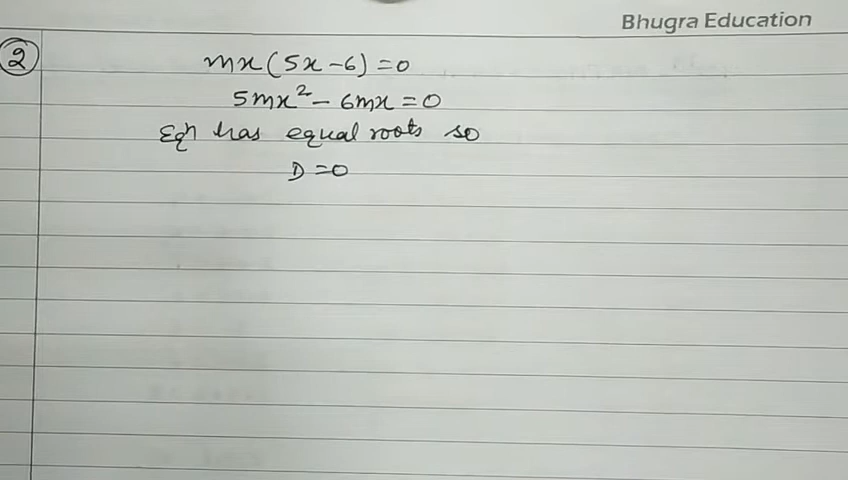 Bhugra Education
2
mx(5x-6)=0
5mx²-6mx=0
Eqn has equal roots so
D=0